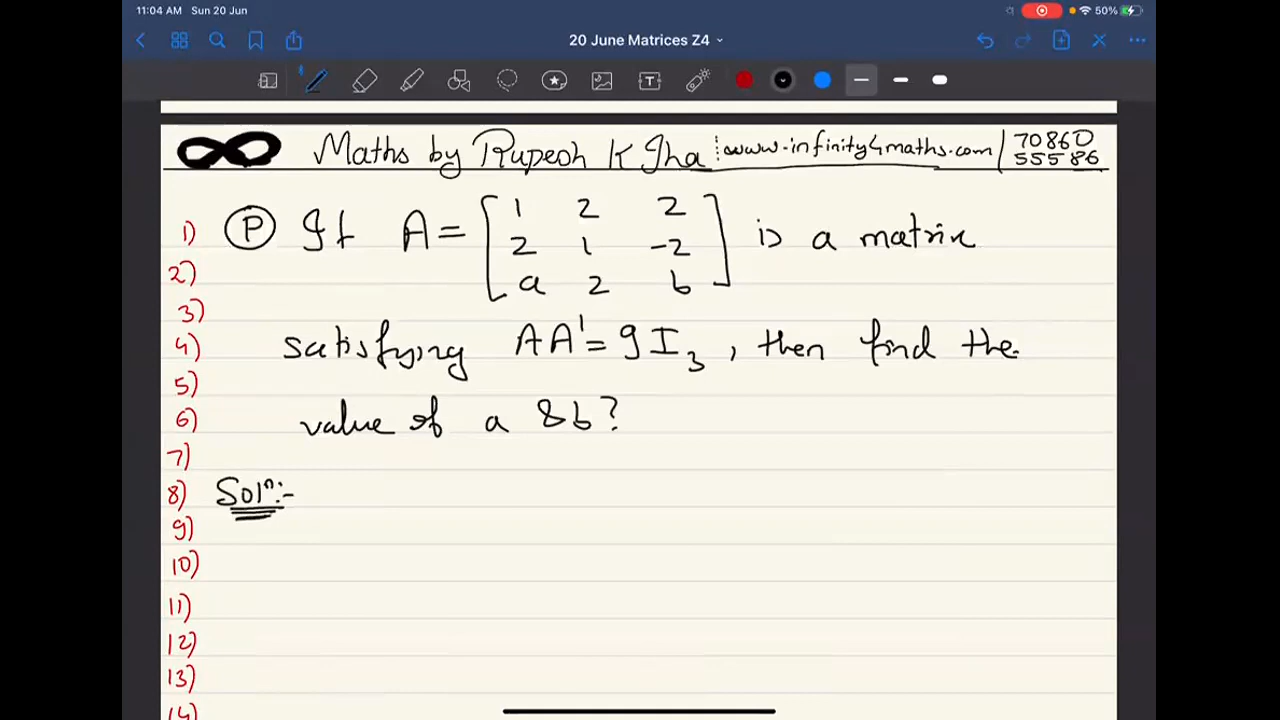 11:04 AM Sun 20 Jun
50%
20 June Matrices Z4
Maths by Rupesh K Jha www.infinity4maths.com 70860 55586
1) P If A = [1 2 2
2 1 -2
a 2 b] is a matrix
2)
3)
4) satisfying AA' = 9I₃, then find the
5)
6) value of a & b?
7)
8) Solⁿ:-
9)
10)
11)
12)
13)
14)